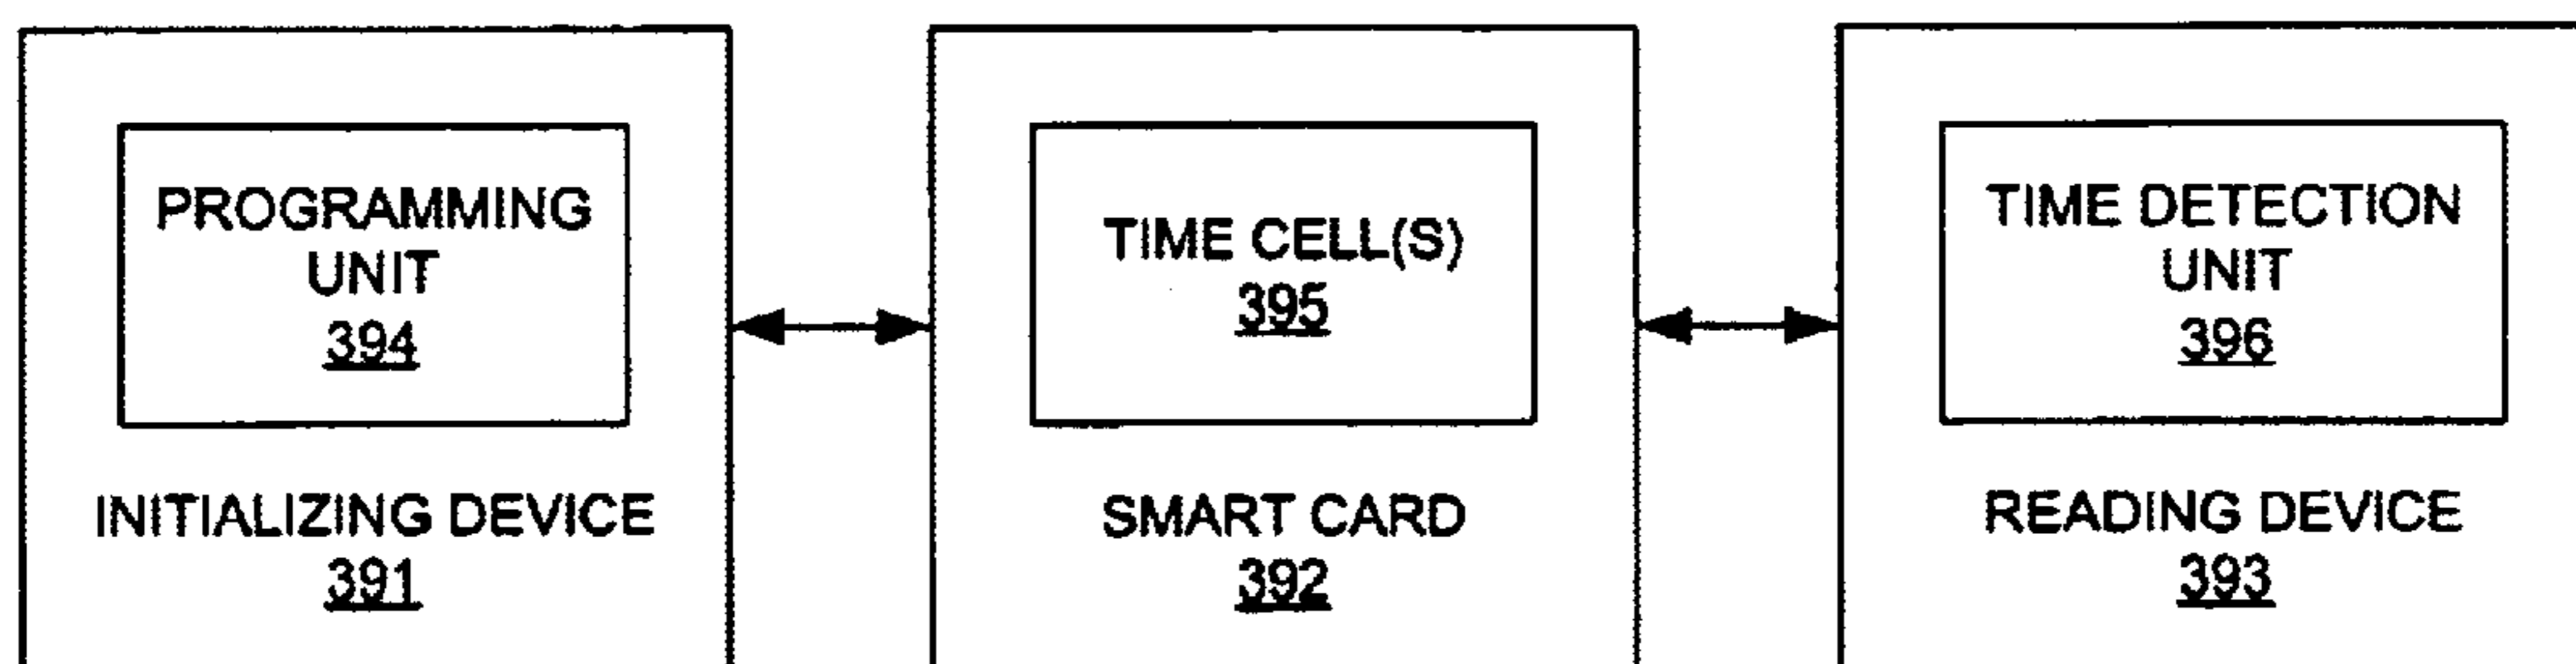 PROGRAMMING
UNIT
394
INITIALIZING DEVICE
391
TIME CELL(S)
395
SMART CARD
392
TIME DETECTION
UNIT
396
READING DEVICE
393